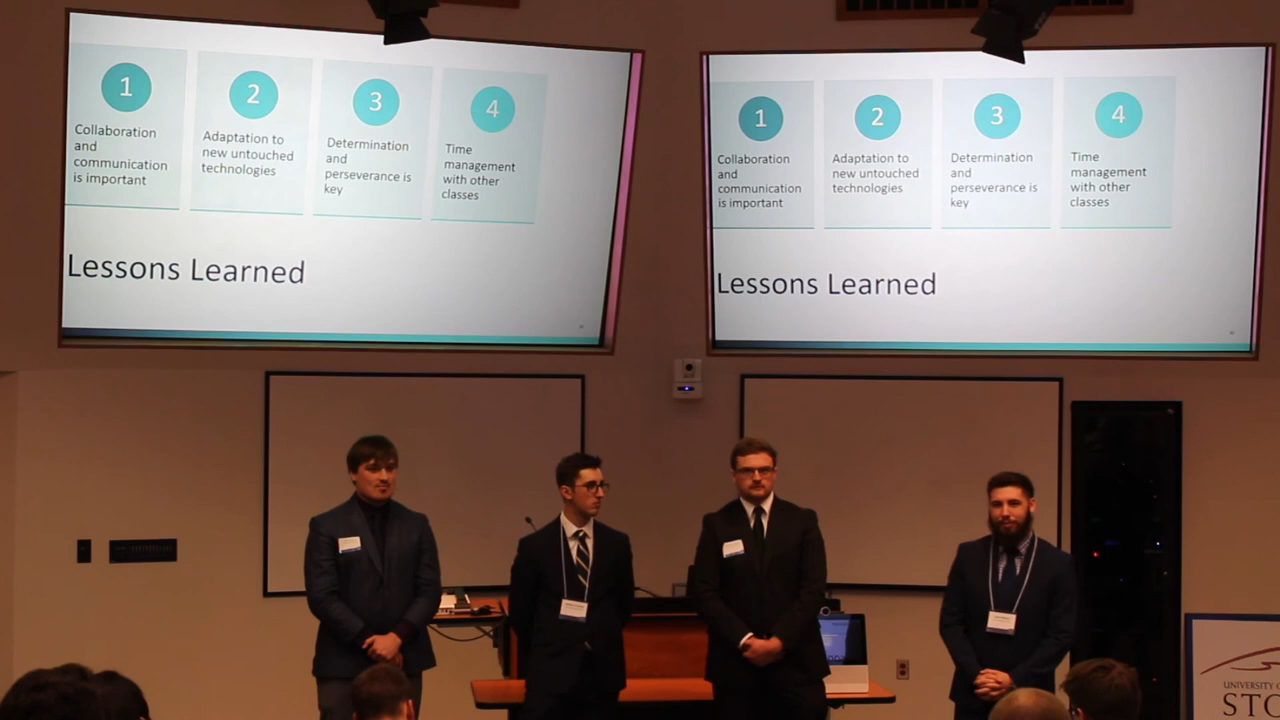 1
Collaboration
and
communication
is important
2
Adaptation to
new untouched
technologies
3
Determination
and
perseverance is
key
4
Time
management
with other
classes
Lessons Learned
1
Collaboration
and
communication
is important
2
Adaptation to
new untouched
technologies
3
Determination
and
perseverance is
key
4
Time
management
with other
classes
Lessons Learned
UNIVERSITY
STO